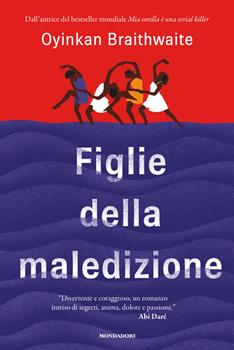 Dall'autrice del bestseller mondiale Mia sorella è una serial killer
Oyinkan Braithwaite
Figlie
della
maledizione
"Divertente e coraggioso, un romanzo
intriso di segreti, anima, dolore e passione."
Abi Daré
MONDADORI